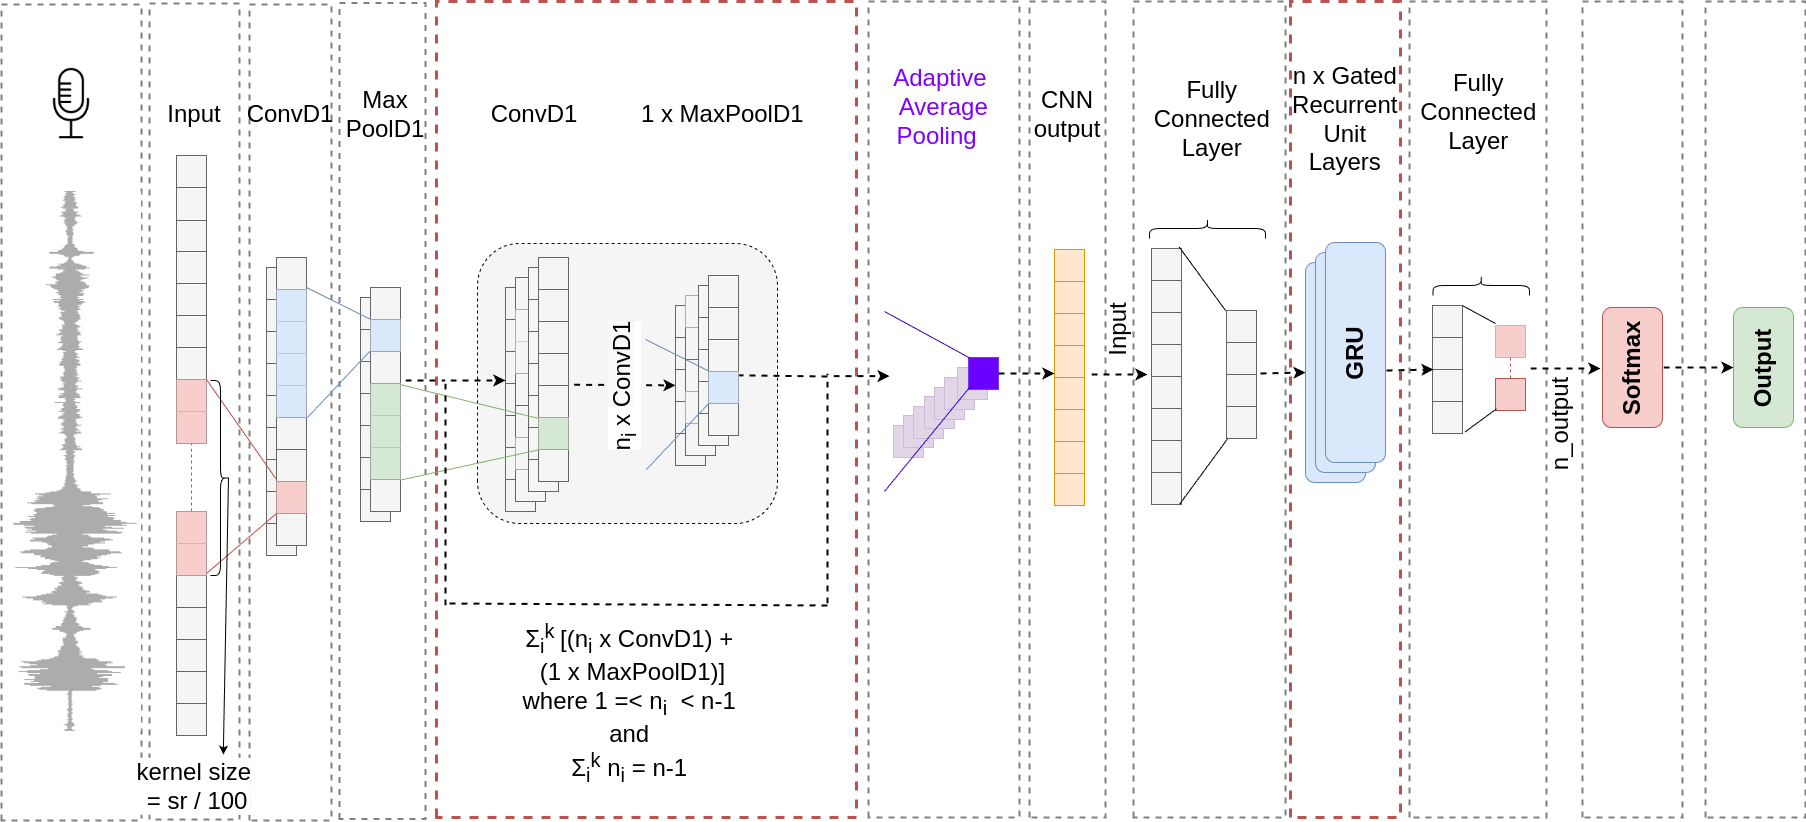 Input
ConvD1
Max
PoolD1
ConvD1
1 x MaxPoolD1
Adaptive
Average
Pooling
CNN
output
Fully
Connected
Layer
n x Gated
Recurrent
Unit
Layers
Fully
Connected
Layer
n_i x ConvD1
Input
GRU
n_output
Softmax
Output
Σ_i^k [(n_i x ConvD1) +
(1 x MaxPoolD1)]
where 1 =< n_i < n-1
and
Σ_i^k n_i = n-1
kernel size
= sr / 100